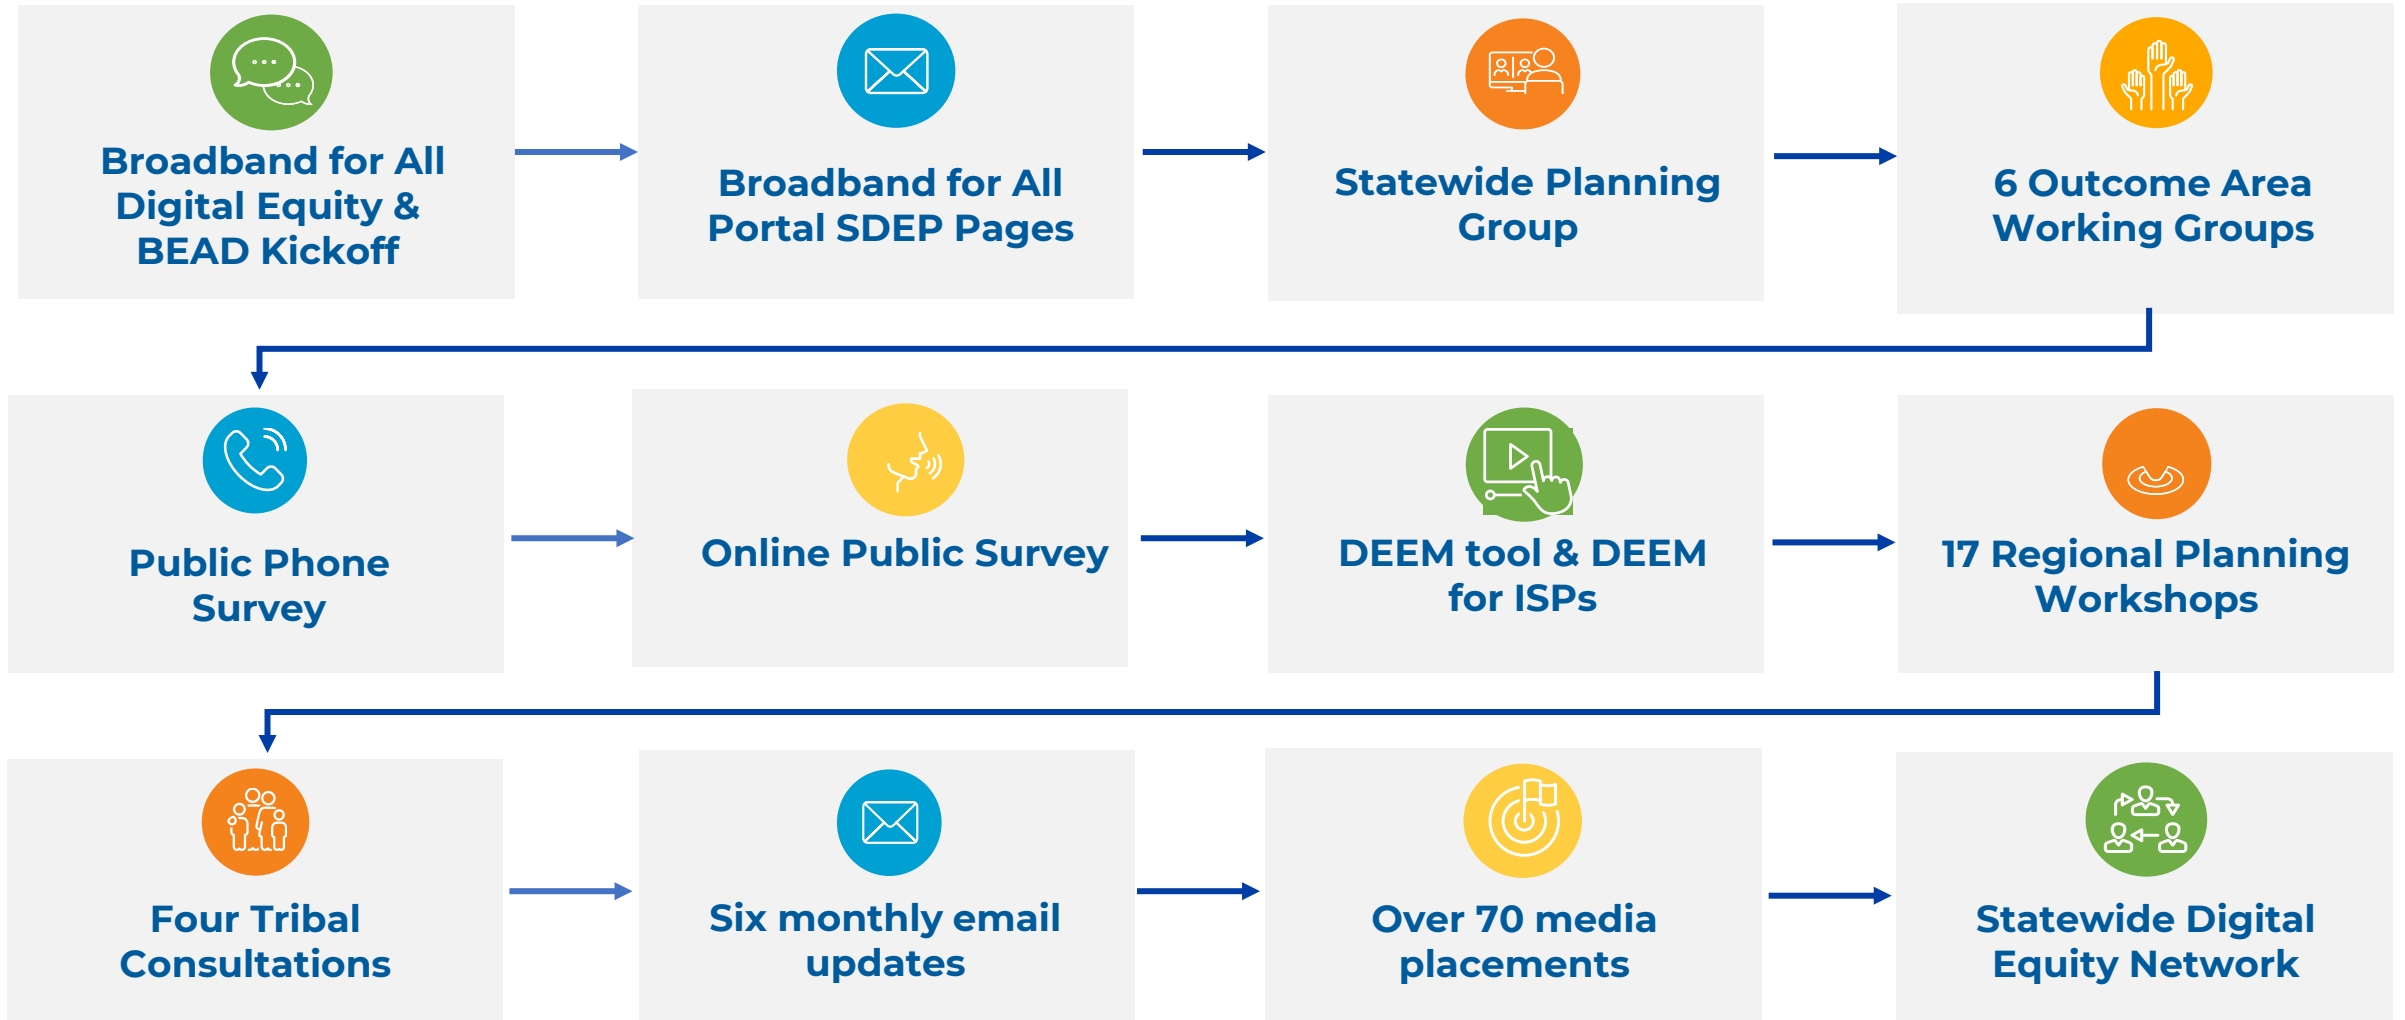 Broadband for All
Digital Equity &
BEAD Kickoff
Broadband for All
Portal SDEP Pages
Statewide Planning
Group
6 Outcome Area
Working Groups
Public Phone
Survey
Online Public Survey
DEEM tool & DEEM
for ISPs
17 Regional Planning
Workshops
Four Tribal
Consultations
Six monthly email
updates
Over 70 media
placements
Statewide Digital
Equity Network